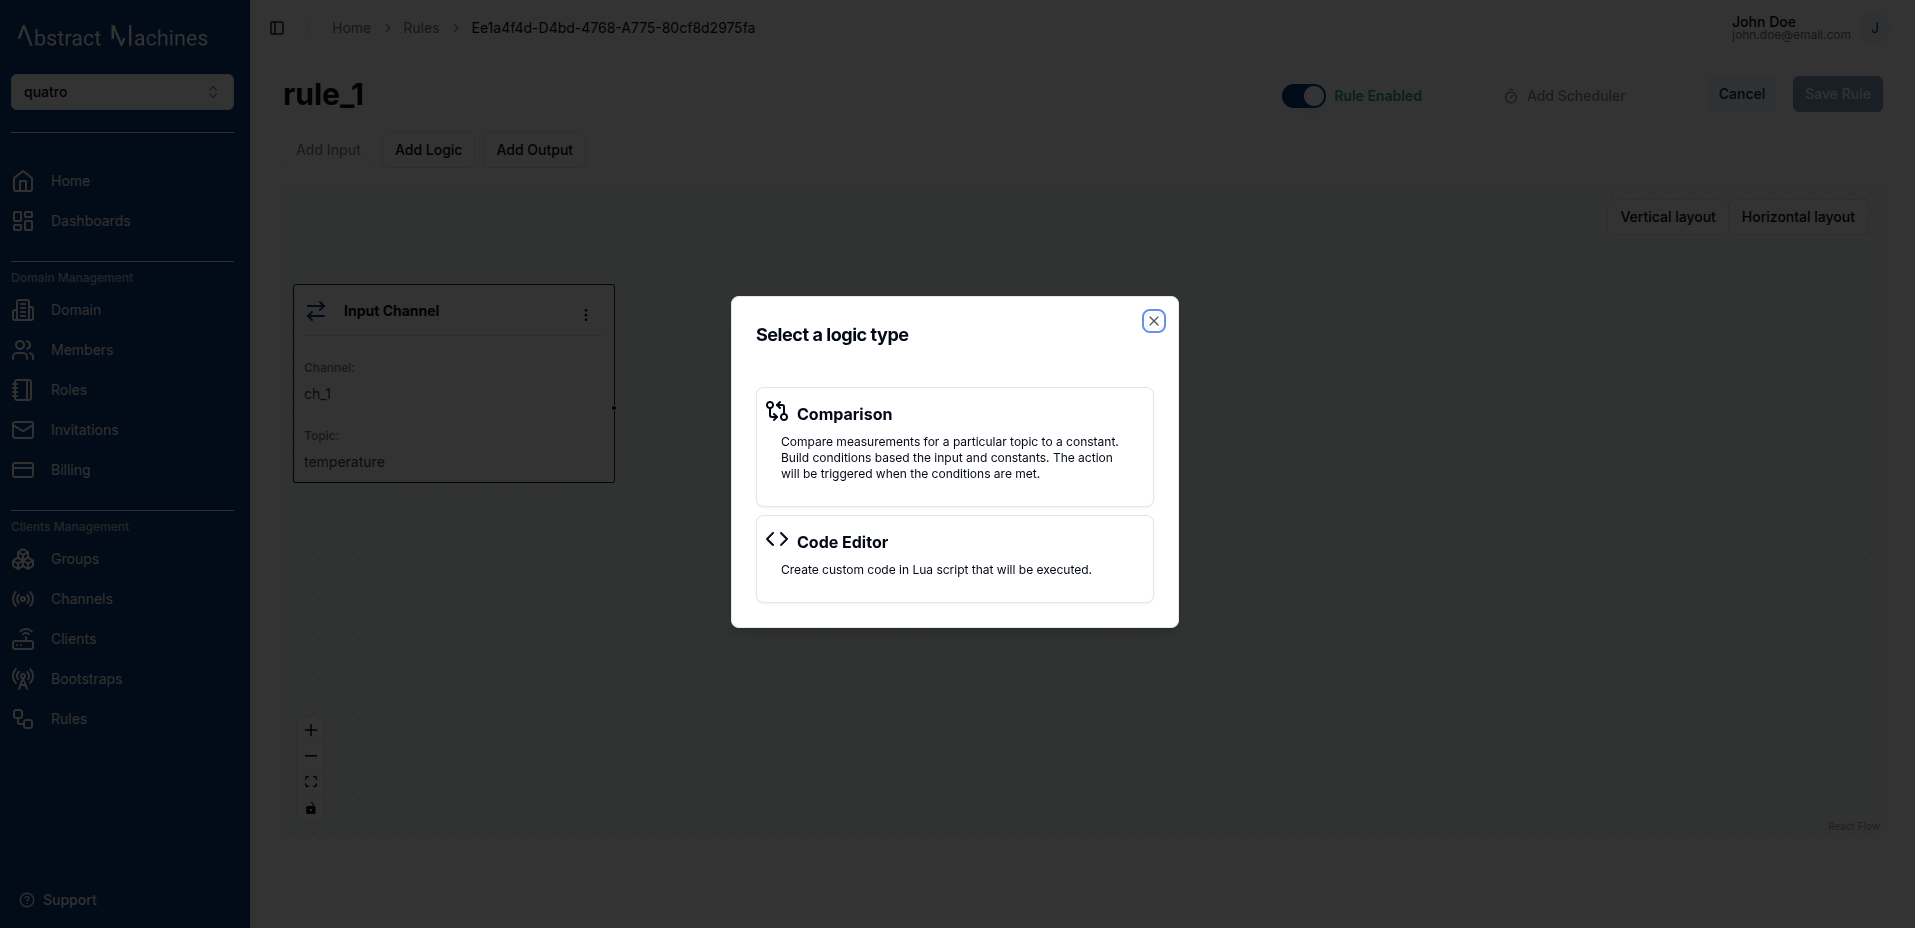 Abstract Machines
quatro
Home
Dashboards
Domain Management
Domain
Members
Roles
Invitations
Billing
Clients Management
Groups
Channels
Clients
Bootstraps
Rules
Support
Home > Rules > Ee1a4f4d-D4bd-4768-A775-80cf8d2975fa
John Doe
john.doe@email.com
J
rule_1
Rule Enabled
Add Scheduler
Cancel
Save Rule
Add Input
Add Logic
Add Output
Vertical layout
Horizontal layout
Input Channel
Channel:
ch_1
Topic:
temperature
Select a logic type
Comparison
Compare measurements for a particular topic to a constant.
Build conditions based the input and constants. The action
will be triggered when the conditions are met.
Code Editor
Create custom code in Lua script that will be executed.
React Flow